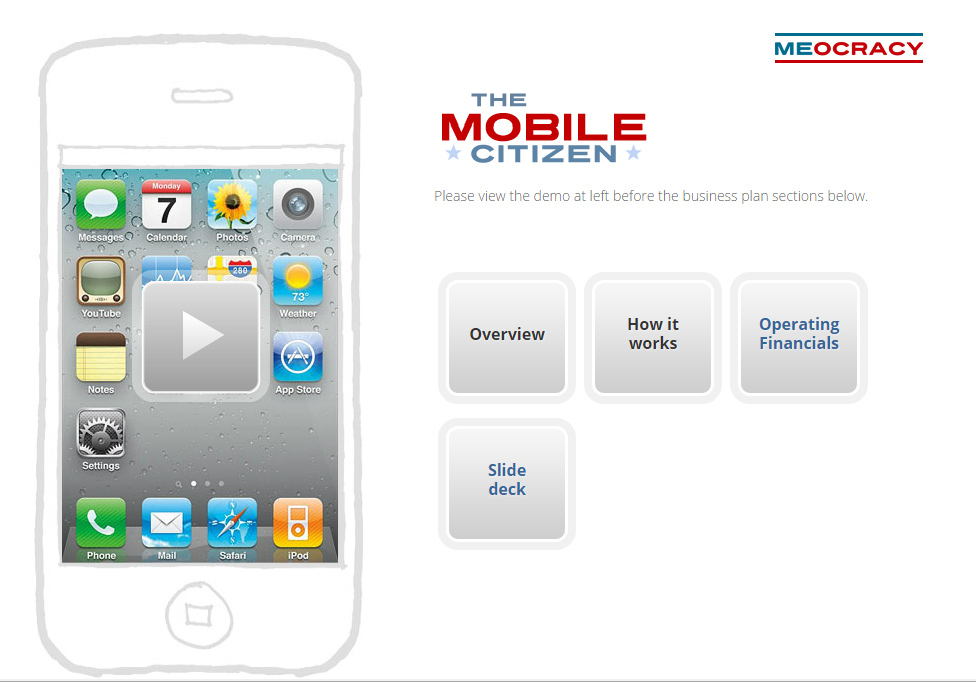 MEOCRACY
THE
MOBILE
CITIZEN
Please view the demo at left before the business plan sections below.
Monday
7
Messages
Calendar
Photos
Camera
280
73°
YouTube
Weather
Notes
App Store
Settings
Phone
Mail
Safari
iPod
Overview
How it
works
Operating
Financials
Slide
deck